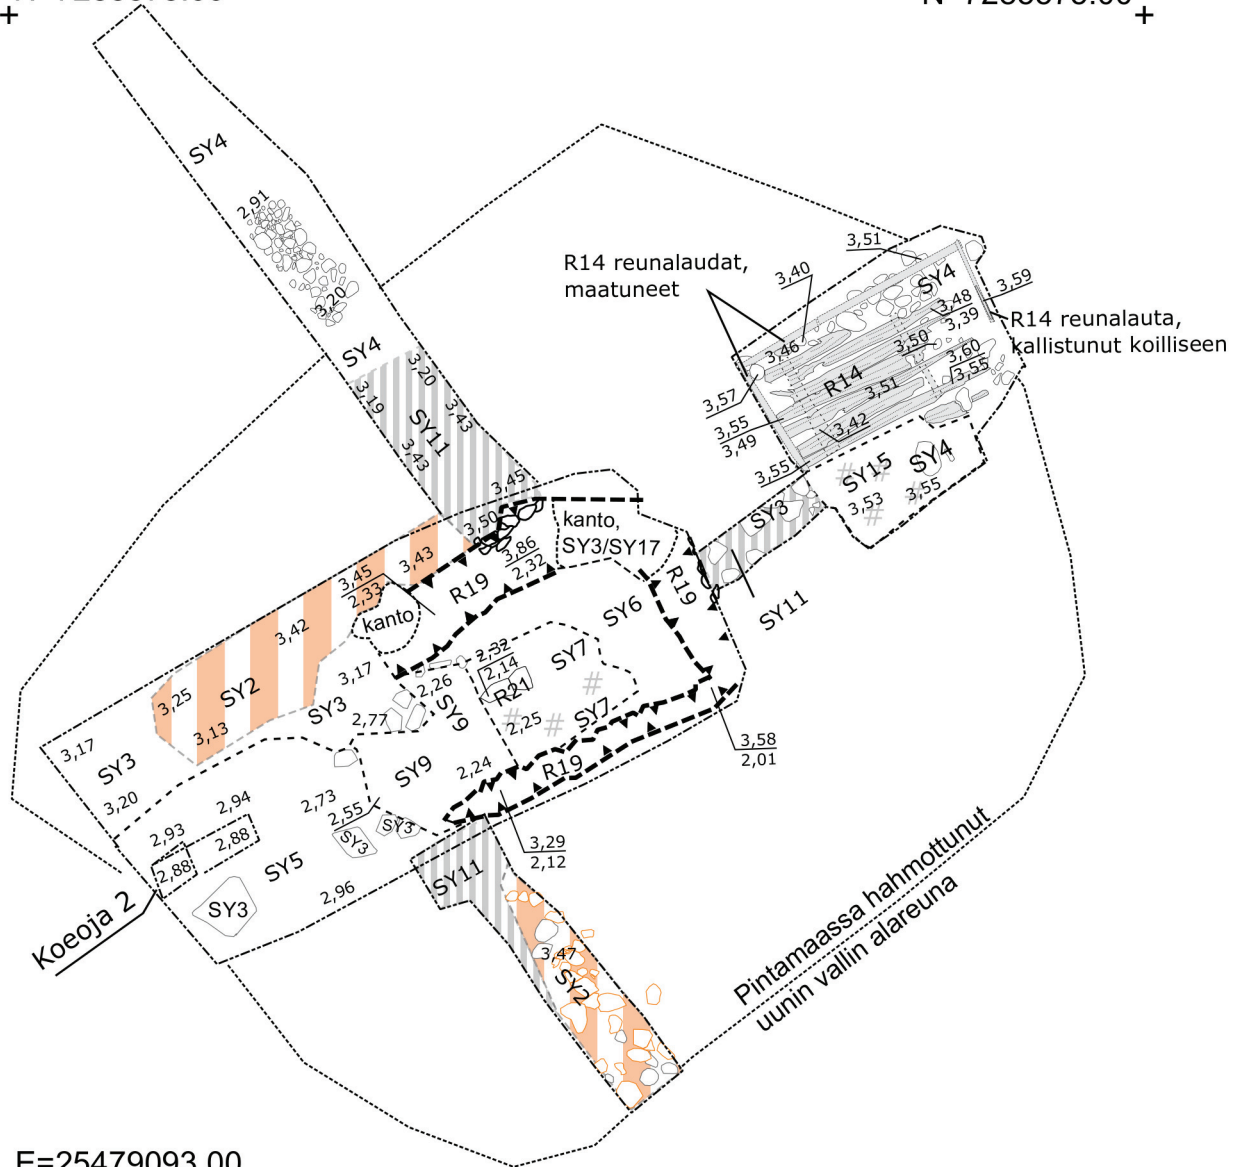 SY4
2,91
3,20
SY4
3,20
3,19
SY11
3,43
3,43
3,45
3,50
R14 reunalaudat,
maatuneet
3,40
3,51
SY4
3,59
3,48
3,39
R14 reunalauta,
kallistunut koilliseen
3,46
3,50
3,60
3,55
R14
3,51
3,57
3,55
3,49
3,42
3,55
SY15
SY4
3,53
3,55
SY3
SY11
kanto,
SY3/SY17
3,86
2,32
R19
R19
3,43
3,45
2,33
kanto
3,42
SY6
SY7
2,32
2,14
R21
2,25
SY7
3,25
SY2
3,13
3,17
SY3
2,26
SY9
2,77
3,17
SY3
3,20
SY9
2,24
R19
3,58
2,01
2,94
2,73
2,55
SY3
SY3
2,93
2,88
2,88
SY5
2,96
SY3
3,29
2,12
SY11
Koeoja 2
3,47
SY2
Pintamaassa hahmottunut
uunin vallin alareuna
E=25479093.00